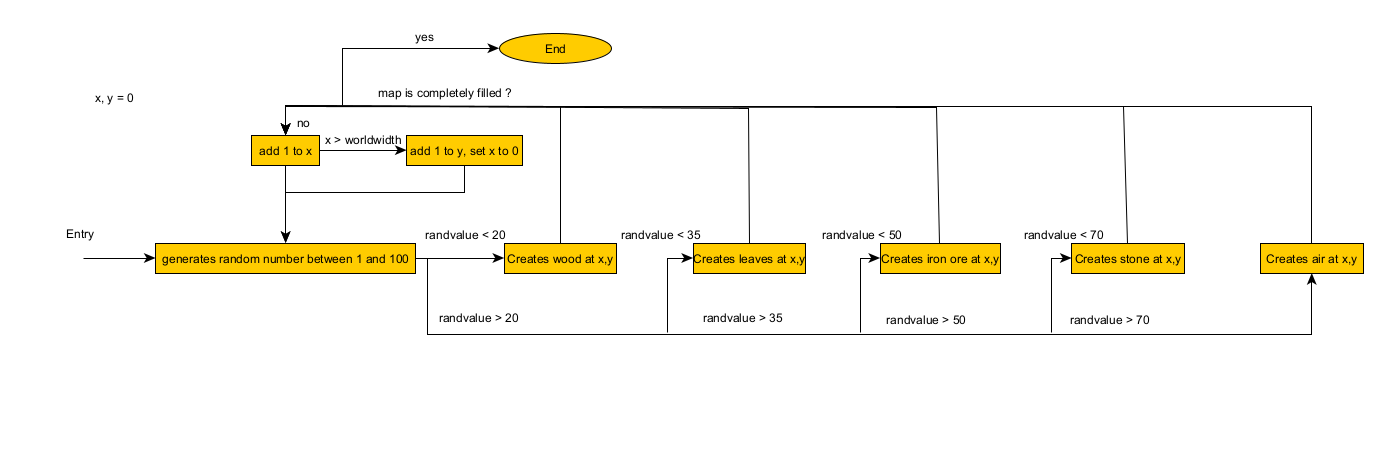 yes
End
x, y = 0
map is completely filled ?
no
add 1 to x
x > worldwidth
add 1 to y, set x to 0
Entry
randvalue < 20
randvalue < 35
randvalue < 50
randvalue < 70
generates random number between 1 and 100
Creates wood at x,y
Creates leaves at x,y
Creates iron ore at x,y
Creates stone at x,y
Creates air at x,y
randvalue > 20
randvalue > 35
randvalue > 50
randvalue > 70